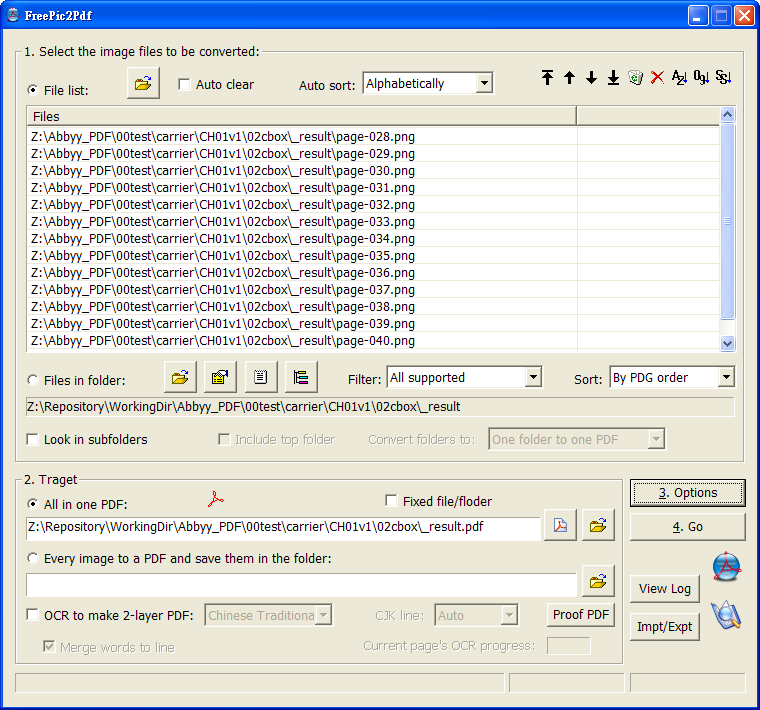 FreePic2Pdf
1. Select the image files to be converted:
File list:
Auto clear
Auto sort: Alphabetically
Files
Z:\Abbyy_PDF\00test\carrier\CH01v1\02cbox\_result\page-028.png
Z:\Abbyy_PDF\00test\carrier\CH01v1\02cbox\_result\page-029.png
Z:\Abbyy_PDF\00test\carrier\CH01v1\02cbox\_result\page-030.png
Z:\Abbyy_PDF\00test\carrier\CH01v1\02cbox\_result\page-031.png
Z:\Abbyy_PDF\00test\carrier\CH01v1\02cbox\_result\page-032.png
Z:\Abbyy_PDF\00test\carrier\CH01v1\02cbox\_result\page-033.png
Z:\Abbyy_PDF\00test\carrier\CH01v1\02cbox\_result\page-034.png
Z:\Abbyy_PDF\00test\carrier\CH01v1\02cbox\_result\page-035.png
Z:\Abbyy_PDF\00test\carrier\CH01v1\02cbox\_result\page-036.png
Z:\Abbyy_PDF\00test\carrier\CH01v1\02cbox\_result\page-037.png
Z:\Abbyy_PDF\00test\carrier\CH01v1\02cbox\_result\page-038.png
Z:\Abbyy_PDF\00test\carrier\CH01v1\02cbox\_result\page-039.png
Z:\Abbyy_PDF\00test\carrier\CH01v1\02cbox\_result\page-040.png
Files in folder:
Filter: All supported
Sort: By PDG order
Z:\Repository\WorkingDir\Abbyy_PDF\00test\carrier\CH01v1\02cbox\_result
Look in subfolders
Include top folder
Convert folders to: One folder to one PDF
2. Traget
All in one PDF:
Fixed file/floder
Z:\Repository\WorkingDir\Abbyy_PDF\00test\carrier\CH01v1\02cbox\_result.pdf
Every image to a PDF and save them in the folder:
OCR to make 2-layer PDF: Chinese Traditiona
CJK line: Auto
Proof PDF
Merge words to line
Current page's OCR progress:
3. Options
4. Go
View Log
Impt/Expt